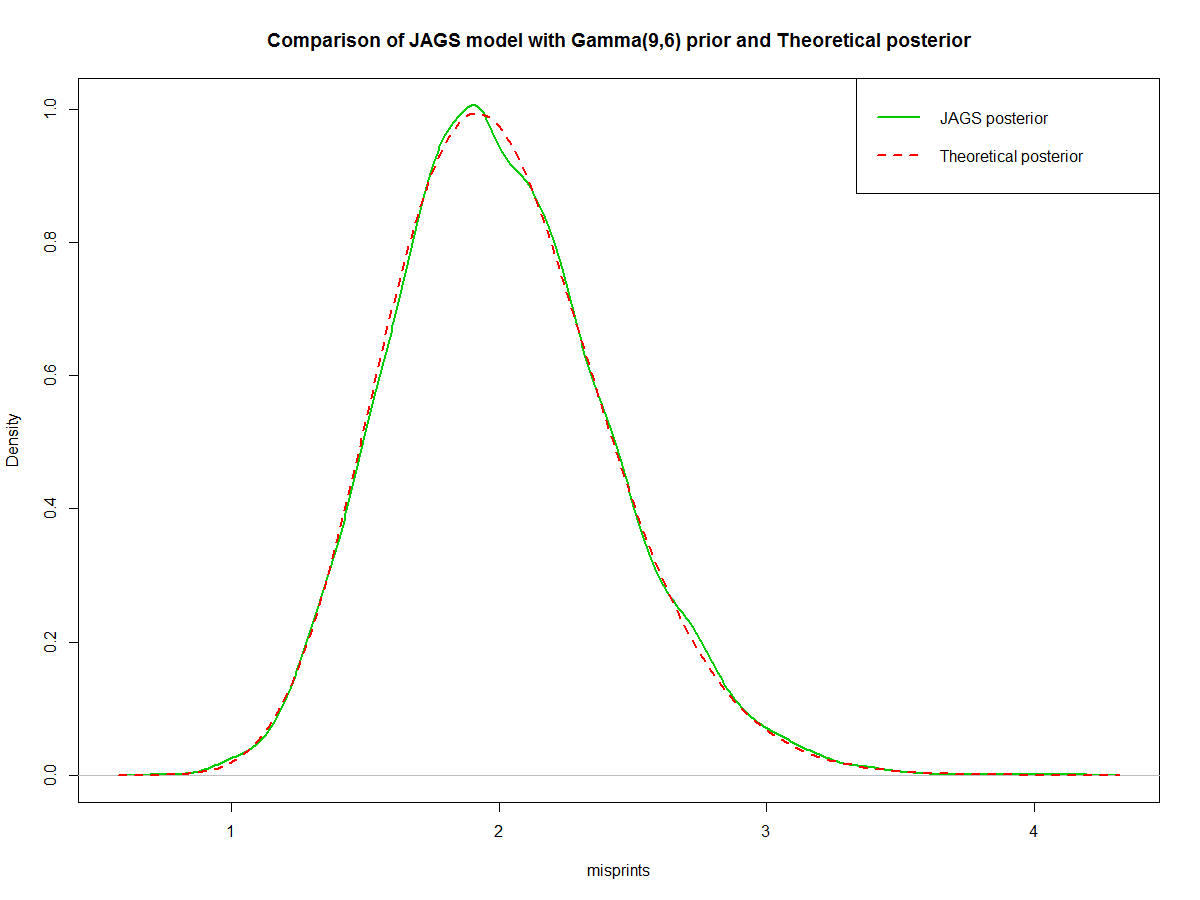 Comparison of JAGS model with Gamma(9,6) prior and Theoretical posterior
JAGS posterior
Theoretical posterior
Density
1.0
0.8
0.6
0.4
0.2
0.0
1 2 3 4
misprints